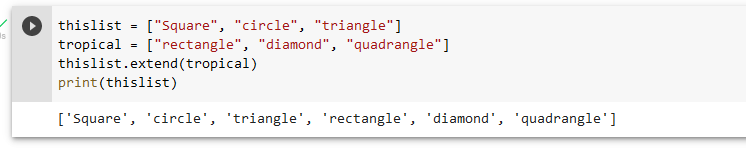 thislist = ["Square", "circle", "triangle"]
tropical = ["rectangle", "diamond", "quadrangle"]
thislist.extend(tropical)
print(thislist)
['Square', 'circle', 'triangle', 'rectangle', 'diamond', 'quadrangle']